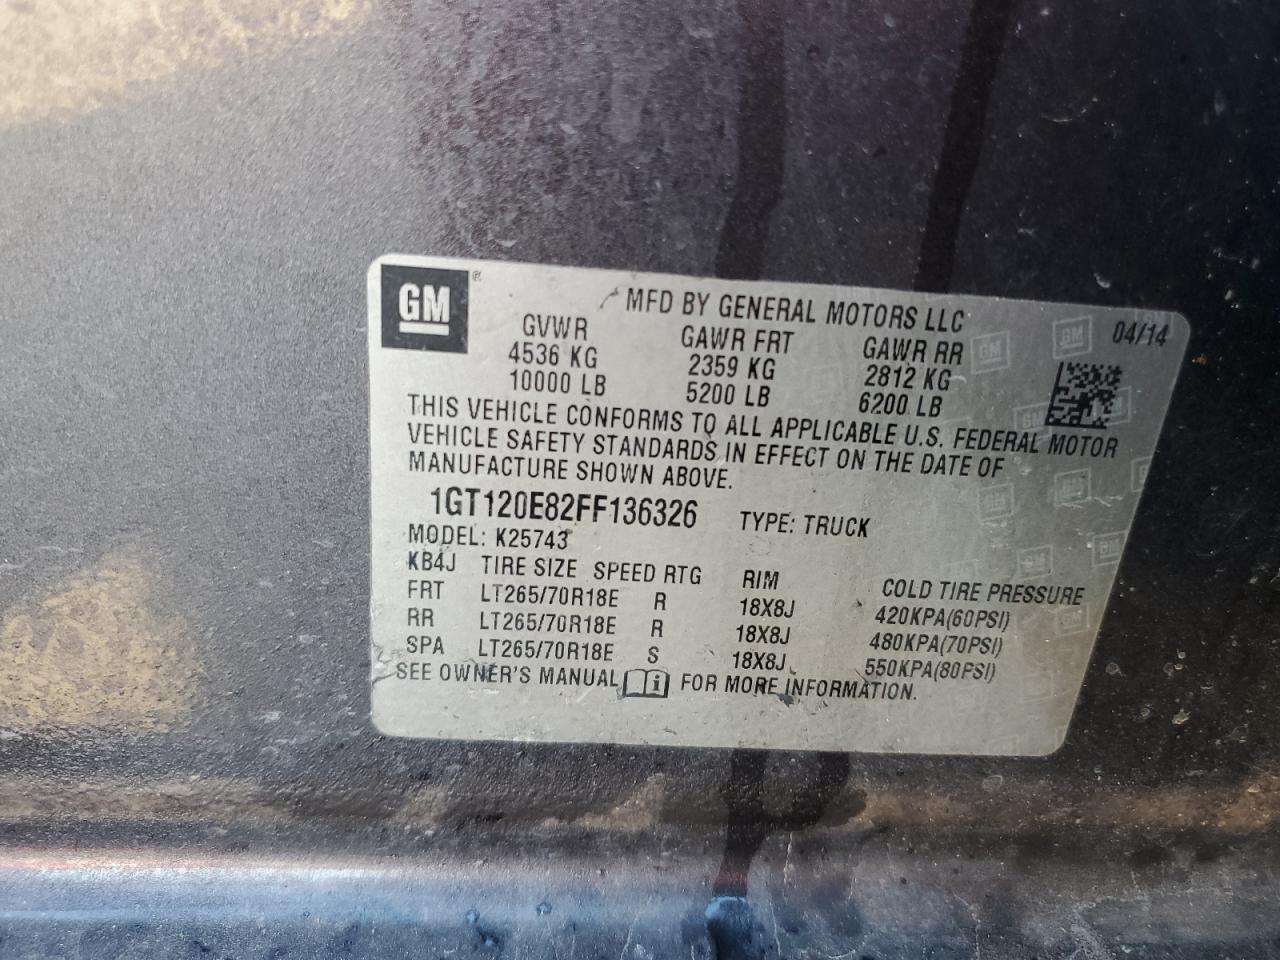 GM ®
MFD BY GENERAL MOTORS LLC 04/14
GVWR GAWR FRT GAWR RR
4536 KG 2359 KG 2812 KG
10000 LB 5200 LB 6200 LB
THIS VEHICLE CONFORMS TO ALL APPLICABLE U.S. FEDERAL MOTOR
VEHICLE SAFETY STANDARDS IN EFFECT ON THE DATE OF
MANUFACTURE SHOWN ABOVE.
1GT120E82FF136326 TYPE: TRUCK
MODEL: K25743
KB4J TIRE SIZE SPEED RTG RIM COLD TIRE PRESSURE
FRT LT265/70R18E R 18X8J 420KPA(60PSI)
RR LT265/70R18E R 18X8J 480KPA(70PSI)
SPA LT265/70R18E S 18X8J 550KPA(80PSI)
SEE OWNER'S MANUAL i FOR MORE INFORMATION.